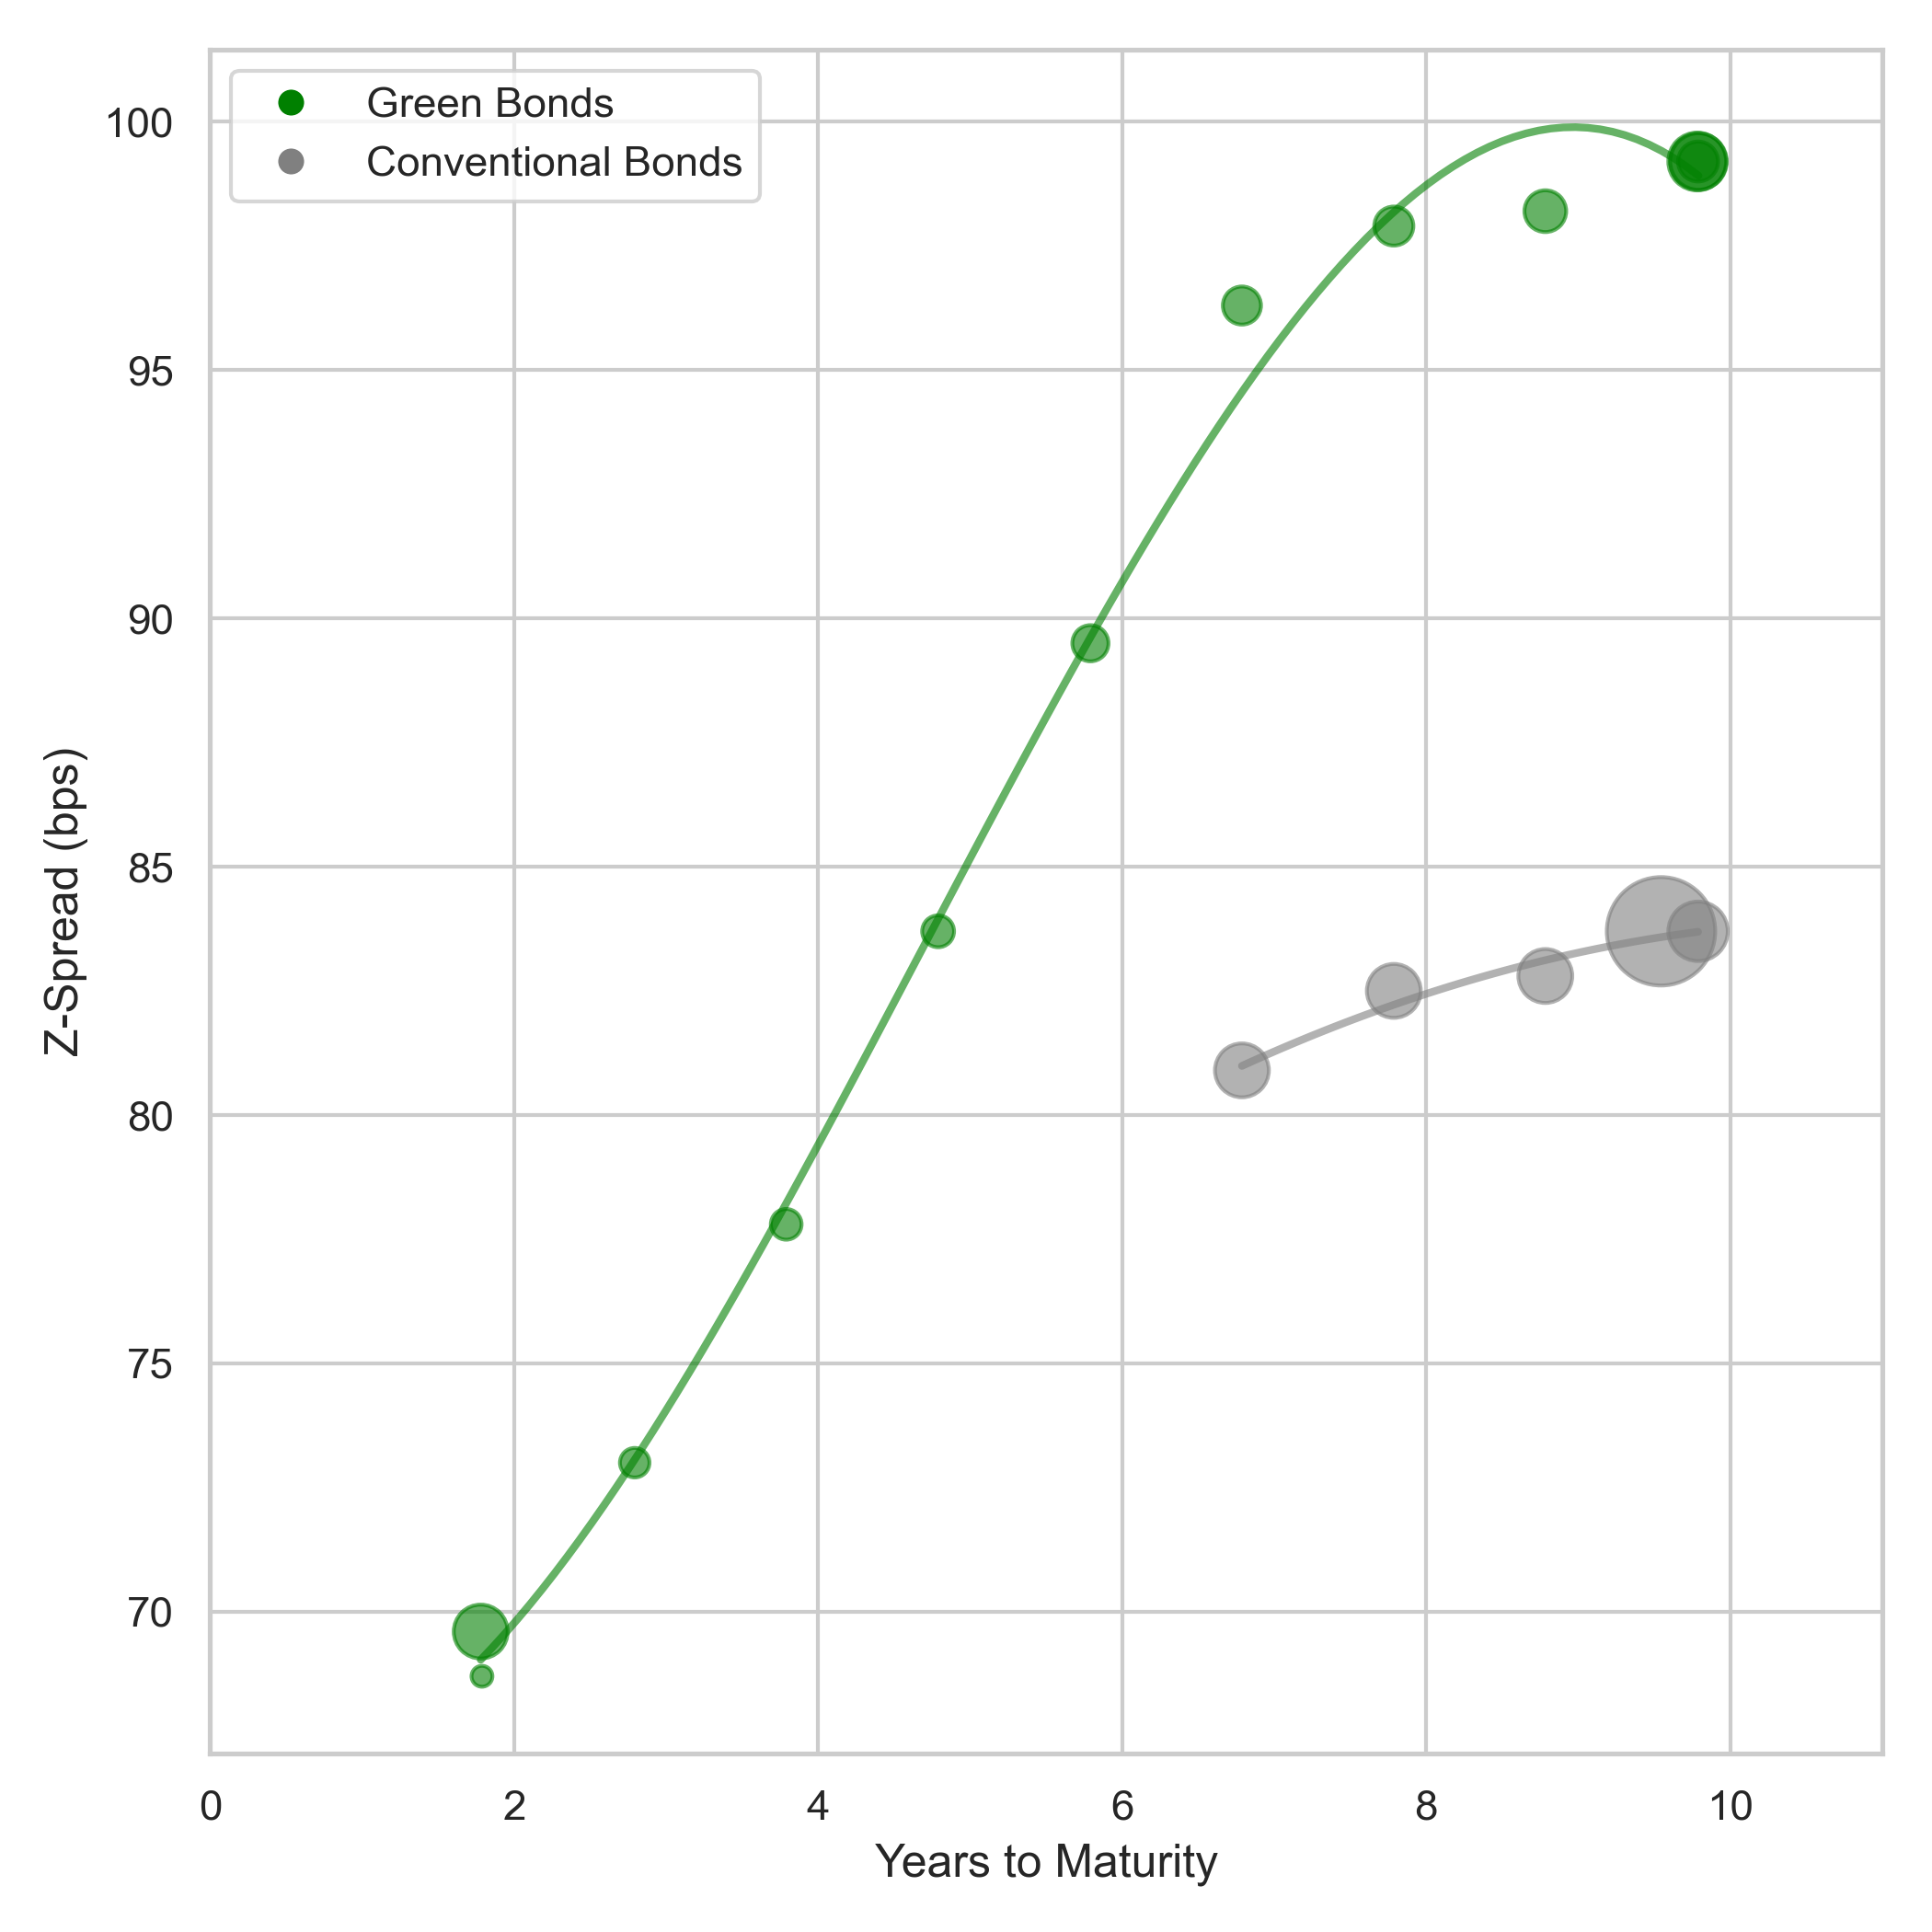 Green Bonds
Conventional Bonds
100
95
90
85
80
75
70
Z-Spread (bps)
0 2 4 6 8 10
Years to Maturity